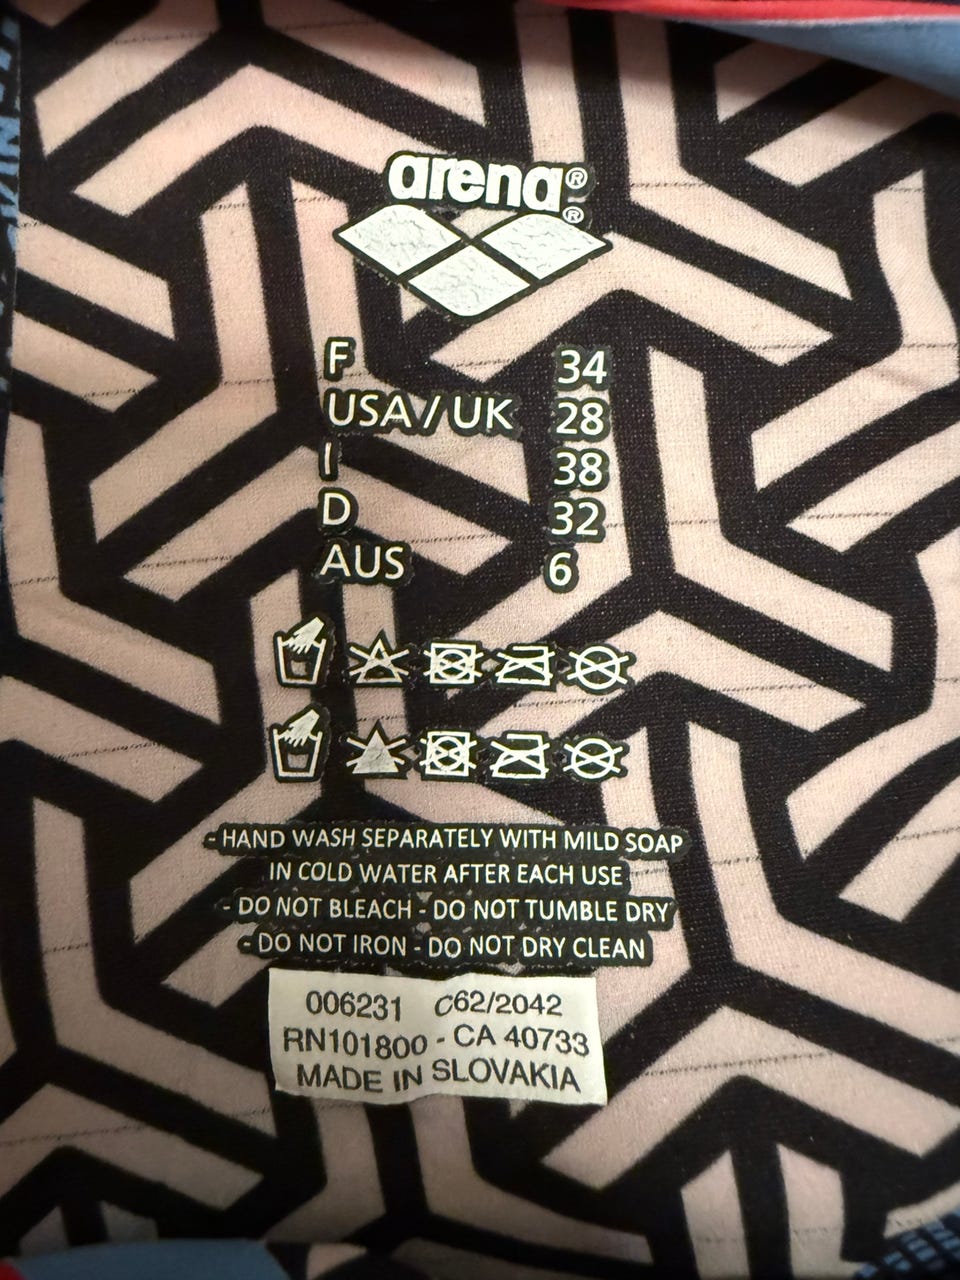 arena®
®
F 34
USA / UK 28
I 38
D 32
AUS 6
- HAND WASH SEPARATELY WITH MILD SOAP
IN COLD WATER AFTER EACH USE
- DO NOT BLEACH - DO NOT TUMBLE DRY
- DO NOT IRON - DO NOT DRY CLEAN
006231 C62/2042
RN101800 - CA 40733
MADE IN SLOVAKIA